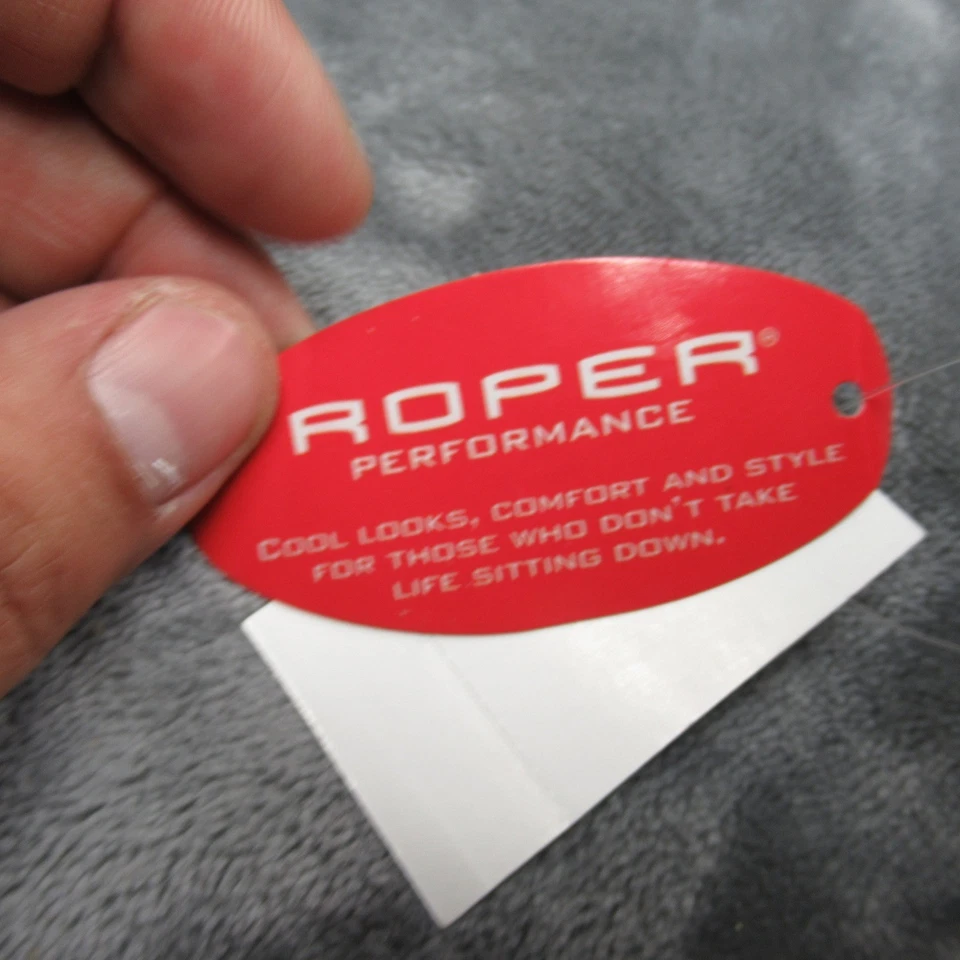 ROPER®
PERFORMANCE
COOL LOOKS, COMFORT AND STYLE
FOR THOSE WHO DON'T TAKE
LIFE SITTING DOWN.